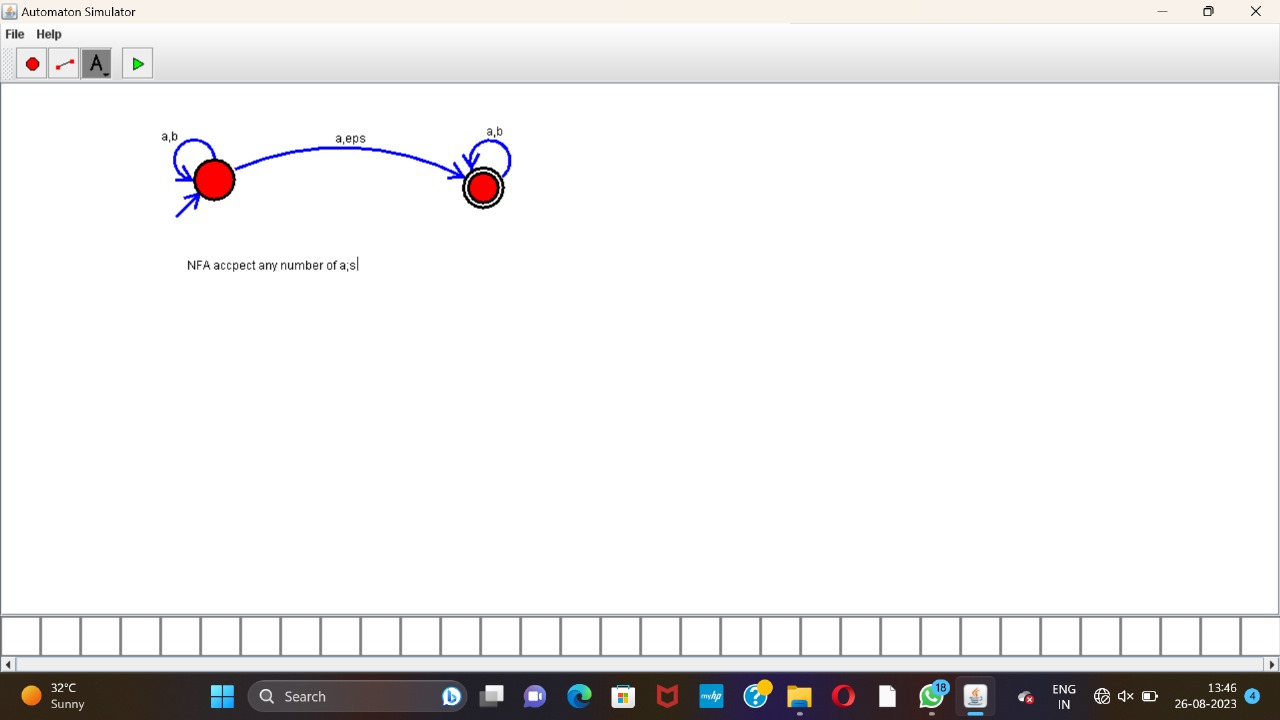 Automaton Simulator
File Help
A
a,b
a,eps
a,b
NFA accpect any number of a;s
32°C
Sunny
Search
myhp
18
ENG
IN
13:46
26-08-2023
4